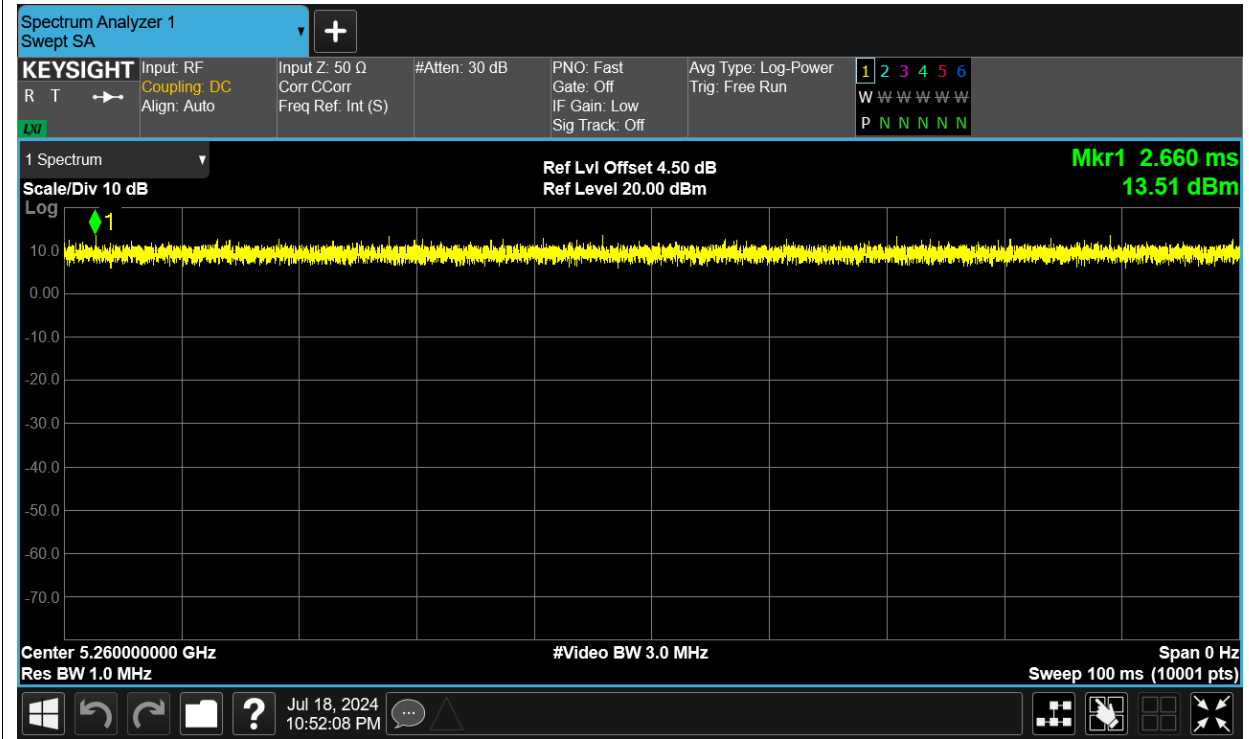 Spectrum Analyzer 1
Swept SA
KEYSIGHT
R T
LXI
Input: RF
Coupling: DC
Align: Auto
Input Z: 50 Ω
Corr CCorr
Freq Ref: Int (S)
#Atten: 30 dB
PNO: Fast
Gate: Off
IF Gain: Low
Sig Track: Off
Avg Type: Log-Power
Trig: Free Run
1 2 3 4 5 6
W W W W W W
P N N N N N
1 Spectrum
Scale/Div 10 dB
Ref Lvl Offset 4.50 dB
Ref Level 20.00 dBm
Mkr1 2.660 ms
13.51 dBm
Log
1
10.0
0.00
-10.0
-20.0
-30.0
-40.0
-50.0
-60.0
-70.0
Center 5.260000000 GHz
#Video BW 3.0 MHz
Span 0 Hz
Res BW 1.0 MHz
Sweep 100 ms (10001 pts)
?
Jul 18, 2024
10:52:08 PM